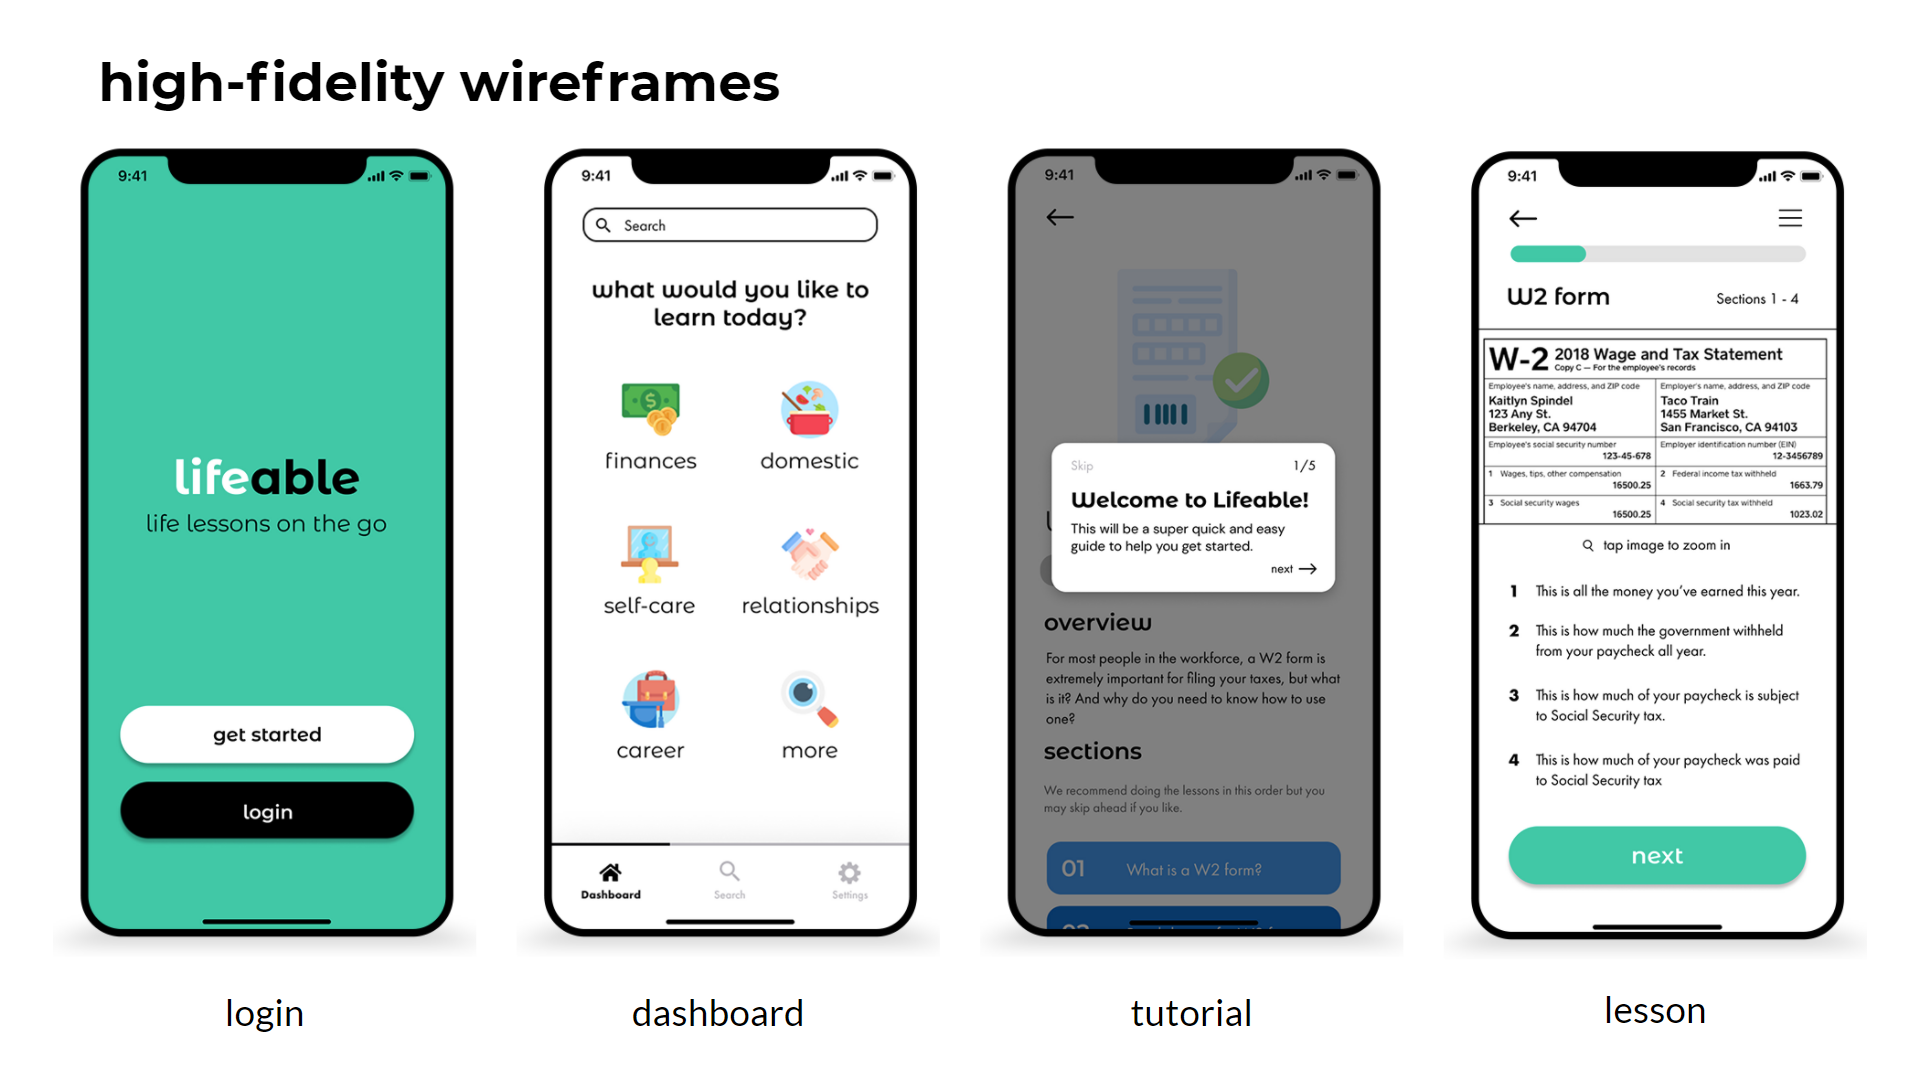 high-fidelity wireframes
9:41
lifeable
life lessons on the go
get started
login
login
9:41
Search
what would you like to
learn today?
finances
domestic
self-care
relationships
career
more
Dashboard
Search
Settings
dashboard
9:41
Skip
1/5
Welcome to Lifeable!
This will be a super quick and easy
guide to help you get started.
next
overview
For most people in the workforce, a W2 form is
extremely important for filing your taxes, but what
is it? And why do you need to know how to use
one?
sections
We recommend doing the lessons in this order but you
may skip ahead if you like.
01 What is a W2 form?
tutorial
9:41
W2 form
Sections 1 - 4
W-2 2018 Wage and Tax Statement
Copy C — For the employee's records
Employee's name, address, and ZIP code
Kaitlyn Spindel
123 Any St.
Berkeley, CA 94704
Employer's name, address, and ZIP code
Taco Train
1455 Market St.
San Francisco, CA 94103
Employee's social security number
123-45-678
Employer identification number (EIN)
12-3456789
1 Wages, tips, other compensation
16500.25
2 Federal income tax withheld
1663.79
3 Social security wages
16500.25
4 Social security tax withheld
1023.02
tap image to zoom in
1 This is all the money you've earned this year.
2 This is how much the government withheld
from your paycheck all year.
3 This is how much of your paycheck is subject
to Social Security tax.
4 This is how much of your paycheck was paid
to Social Security tax
next
lesson